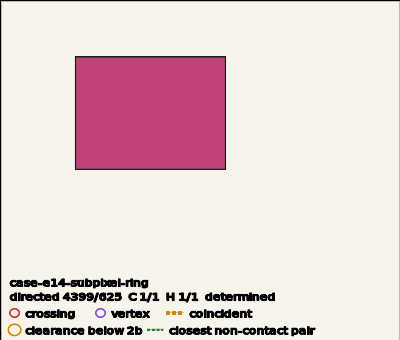 case-e14-subpixel-ring
directed 4399/625 C 1/1 H 1/1 determined
crossing vertex coincident
clearance below 2b closest non-contact pair